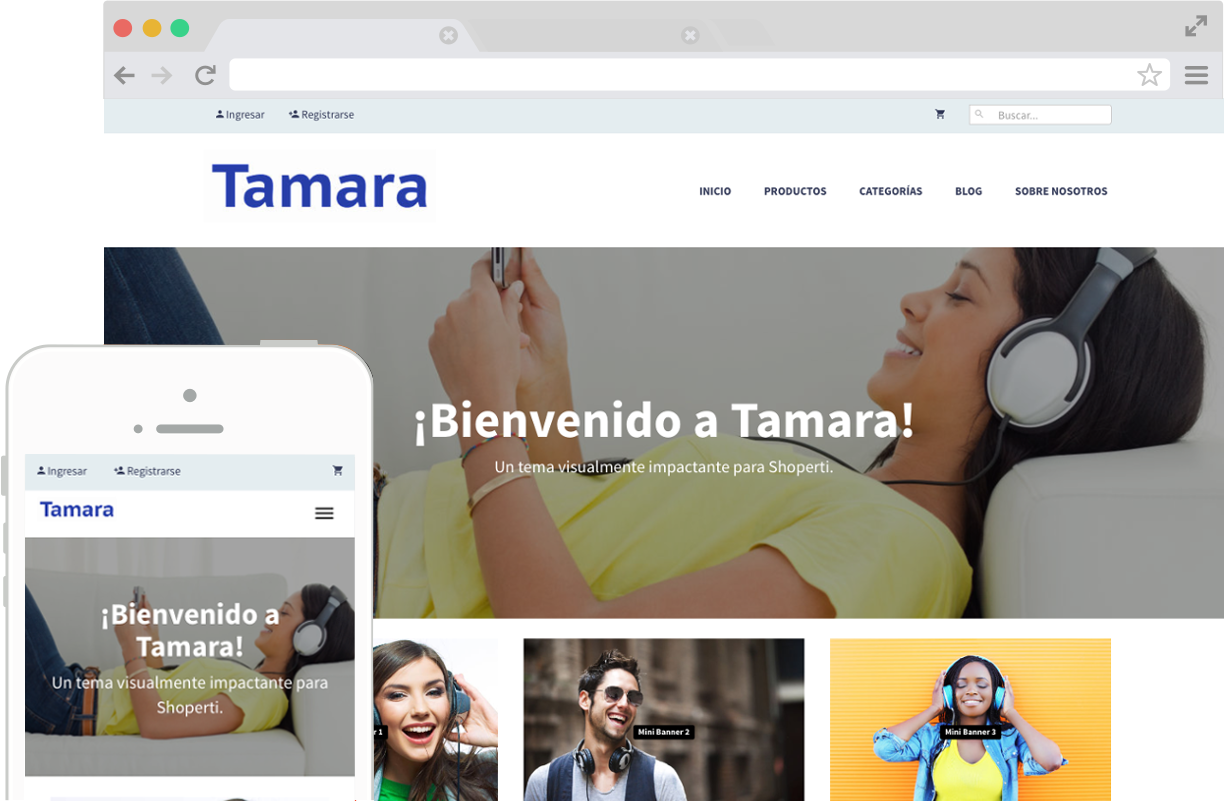 Ingresar Registrarse Buscar...
Tamara
INICIO PRODUCTOS CATEGORÍAS BLOG SOBRE NOSOTROS
¡Bienvenido a Tamara!
Un tema visualmente impactante para Shoperti.
Ingresar Registrarse
Tamara
¡Bienvenido a
Tamara!
Un tema visualmente impactante para
Shoperti.
r 1
Mini Banner 2
Mini Banner 3